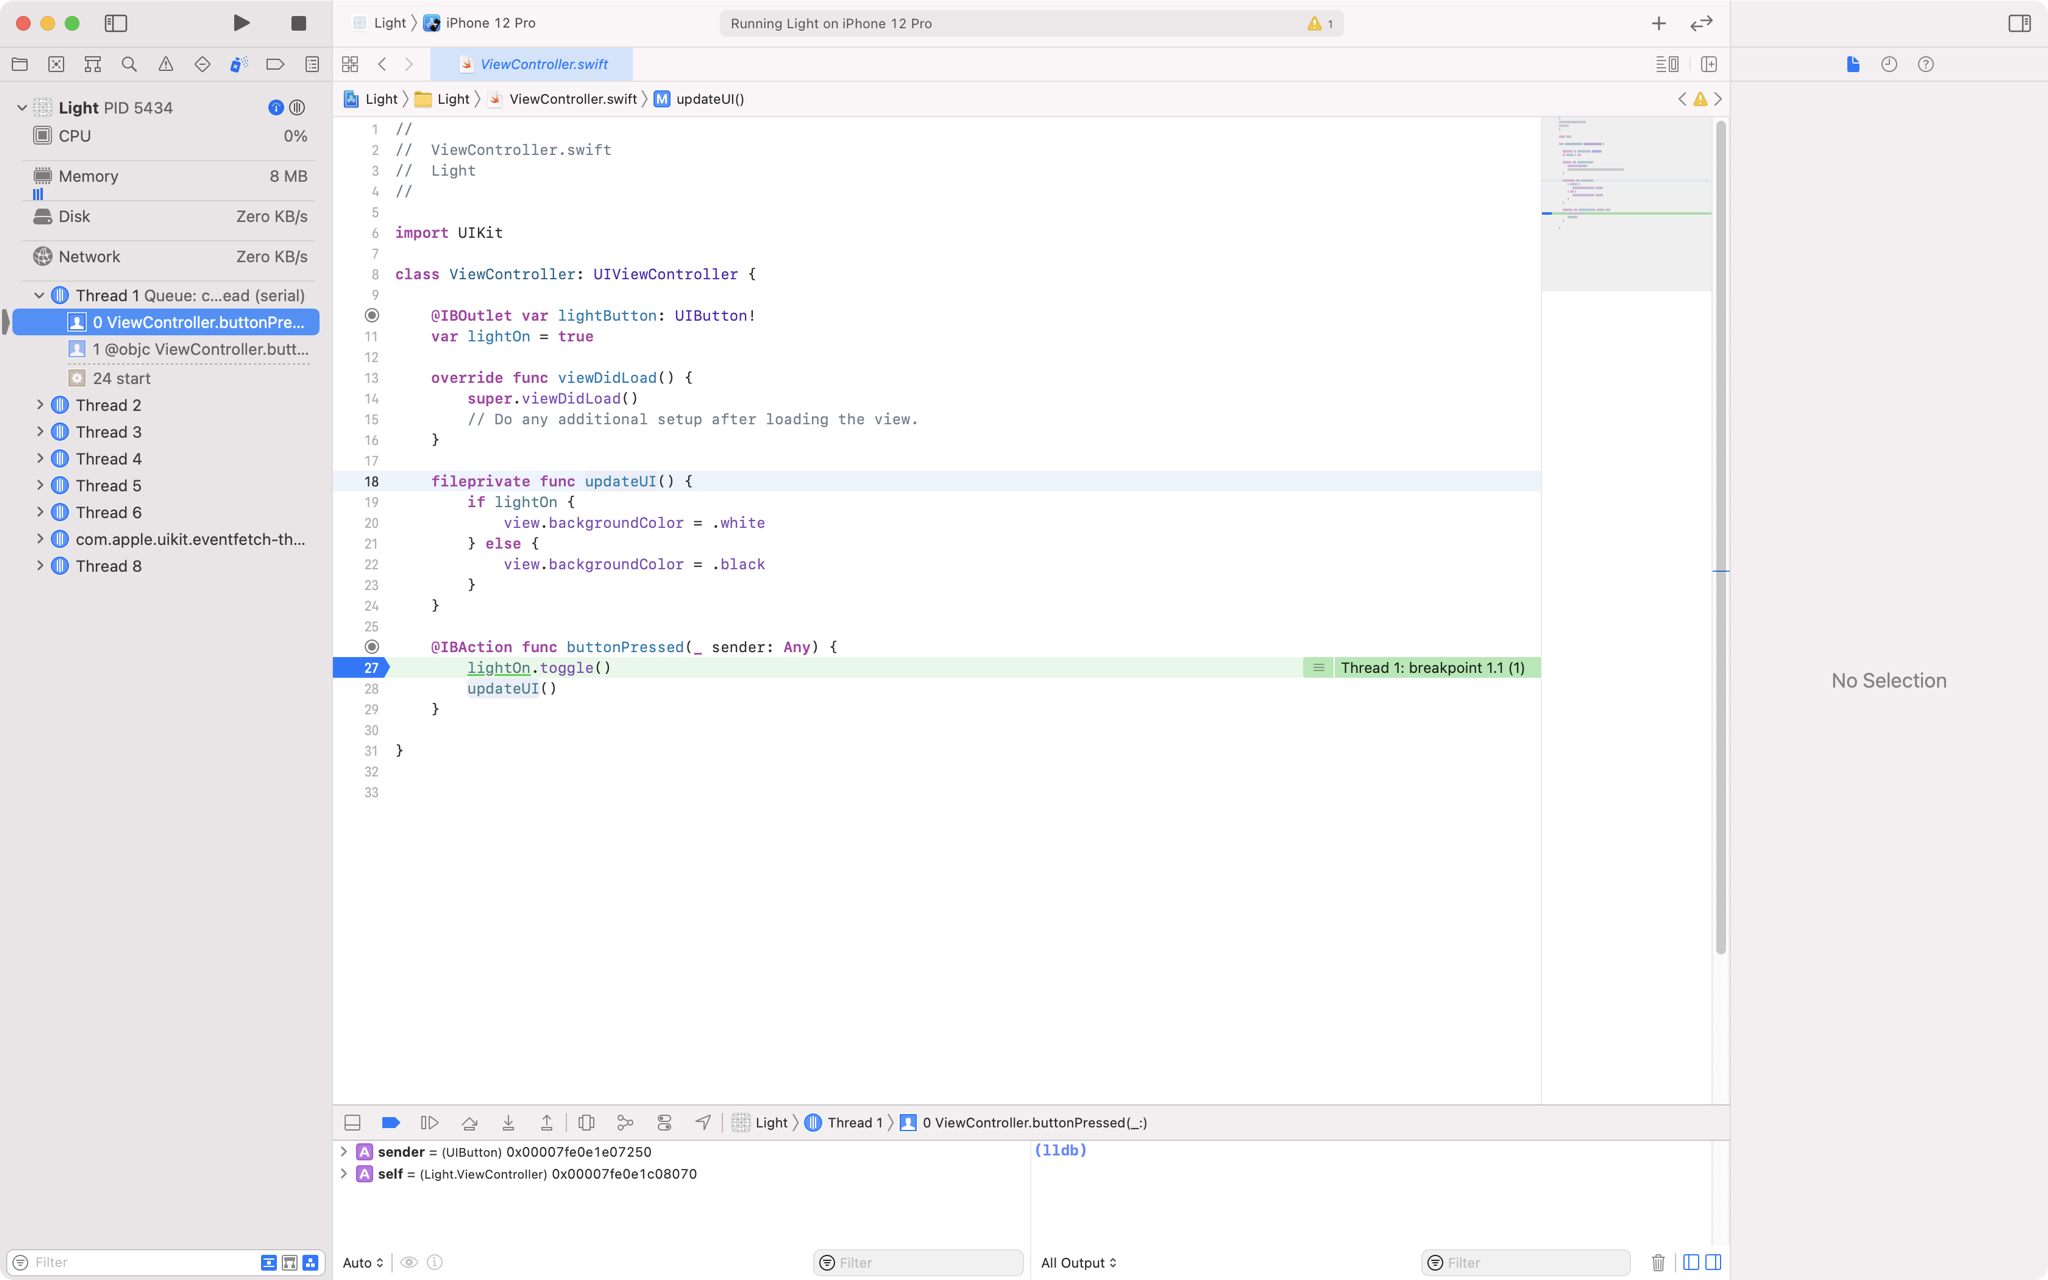 Light iPhone 12 Pro
Running Light on iPhone 12 Pro 1
ViewController.swift
Light Light ViewController.swift M updateUI()
Light PID 5434
CPU 0%
Memory 8 MB
Disk Zero KB/s
Network Zero KB/s
Thread 1 Queue: c...ead (serial)
0 ViewController.buttonPre...
1 @objc ViewController.butt...
24 start
Thread 2
Thread 3
Thread 4
Thread 5
Thread 6
com.apple.uikit.eventfetch-th...
Thread 8
Filter
1 //
2 //  ViewController.swift
3 //  Light
4 //
5
6 import UIKit
7
8 class ViewController: UIViewController {
9
@IBOutlet var lightButton: UIButton!
11 var lightOn = true
12
13 override func viewDidLoad() {
14 super.viewDidLoad()
15 // Do any additional setup after loading the view.
16 }
17
18 fileprivate func updateUI() {
19 if lightOn {
20 view.backgroundColor = .white
21 } else {
22 view.backgroundColor = .black
23 }
24 }
25
@IBAction func buttonPressed(_ sender: Any) {
27 lightOn.toggle() Thread 1: breakpoint 1.1 (1)
28 updateUI()
29 }
30
31 }
32
33
No Selection
Light Thread 1 0 ViewController.buttonPressed(_:)
A sender = (UIButton) 0x00007fe0e1e07250
A self = (Light.ViewController) 0x00007fe0e1c08070
(lldb)
Auto Filter
All Output Filter